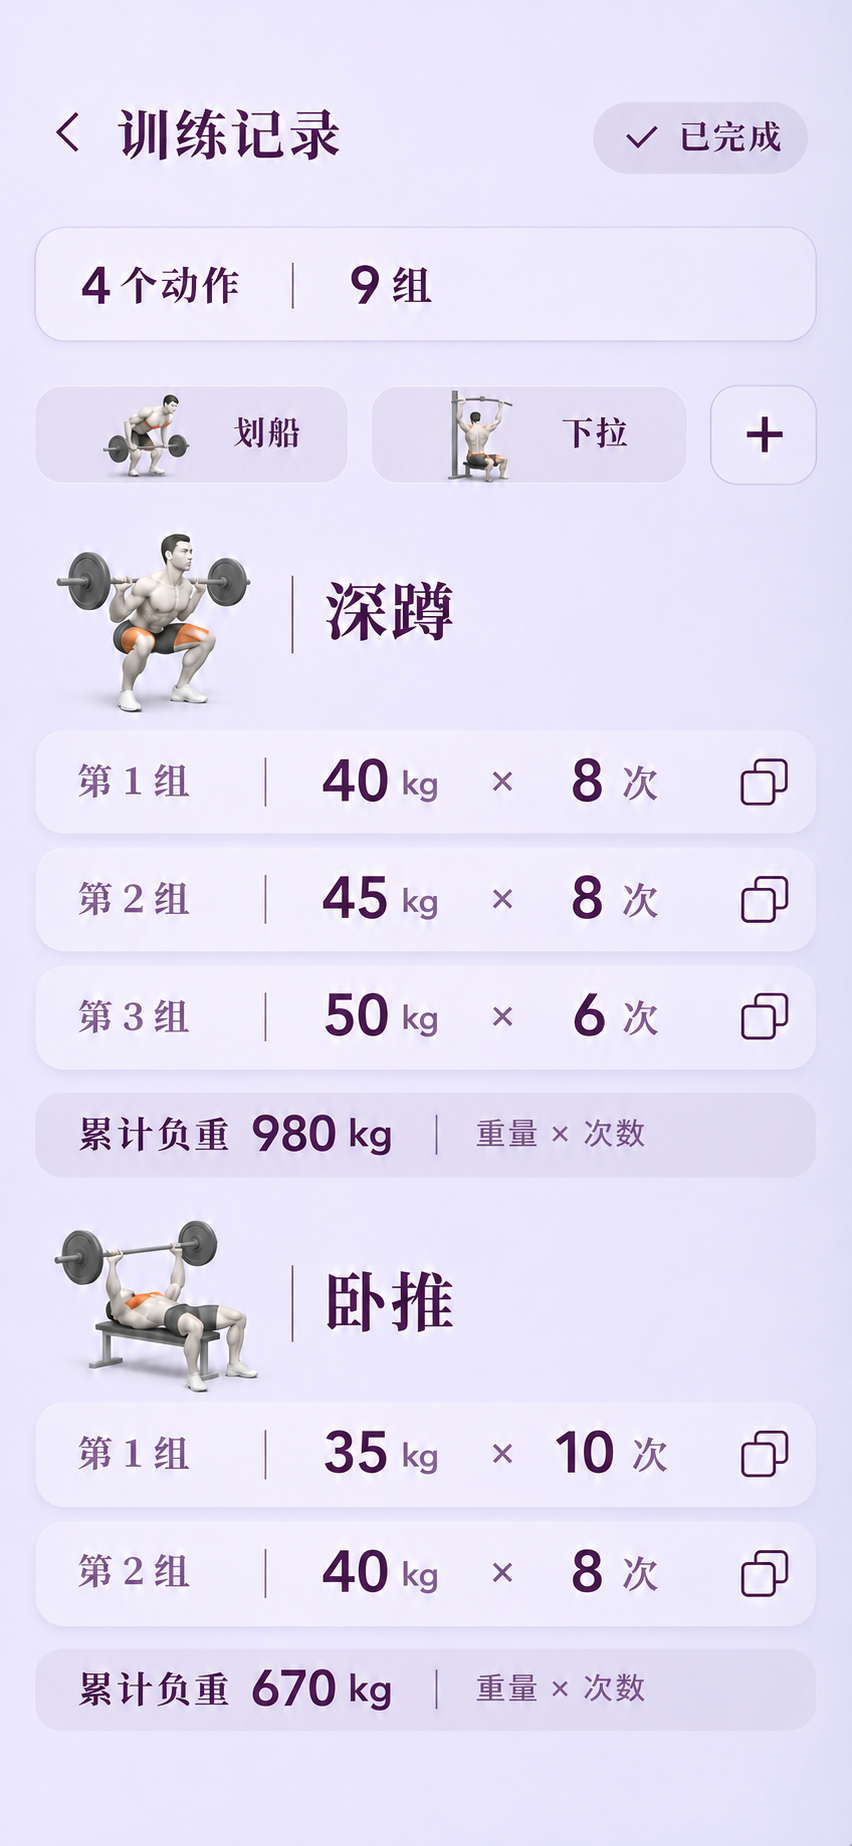 训练记录
已完成
4个动作 9组
划船 下拉
深蹲
第1组 40 kg × 8 次
第2组 45 kg × 8 次
第3组 50 kg × 6 次
累计负重 980 kg 重量 × 次数
卧推
第1组 35 kg × 10 次
第2组 40 kg × 8 次
累计负重 670 kg 重量 × 次数